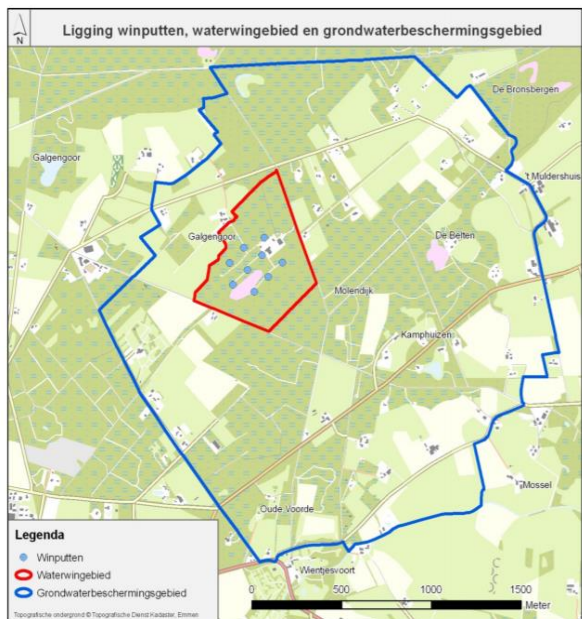 Ligging winputten, waterwingebied en grondwaterbeschermingsgebied
N
De Bronsbergen
Galgengoor
't Muldershuis
Galgengoor
De Belten
Molendijk
Kamphuizen
Mossel
Oude Voorde
Wientjesvoort
Legenda
Winputten
Waterwingebied
Grondwaterbeschermingsgebied
Topografische ondergrond © Topografische Dienst Kadaster, Emmen
0 500 1000 1500
Meter